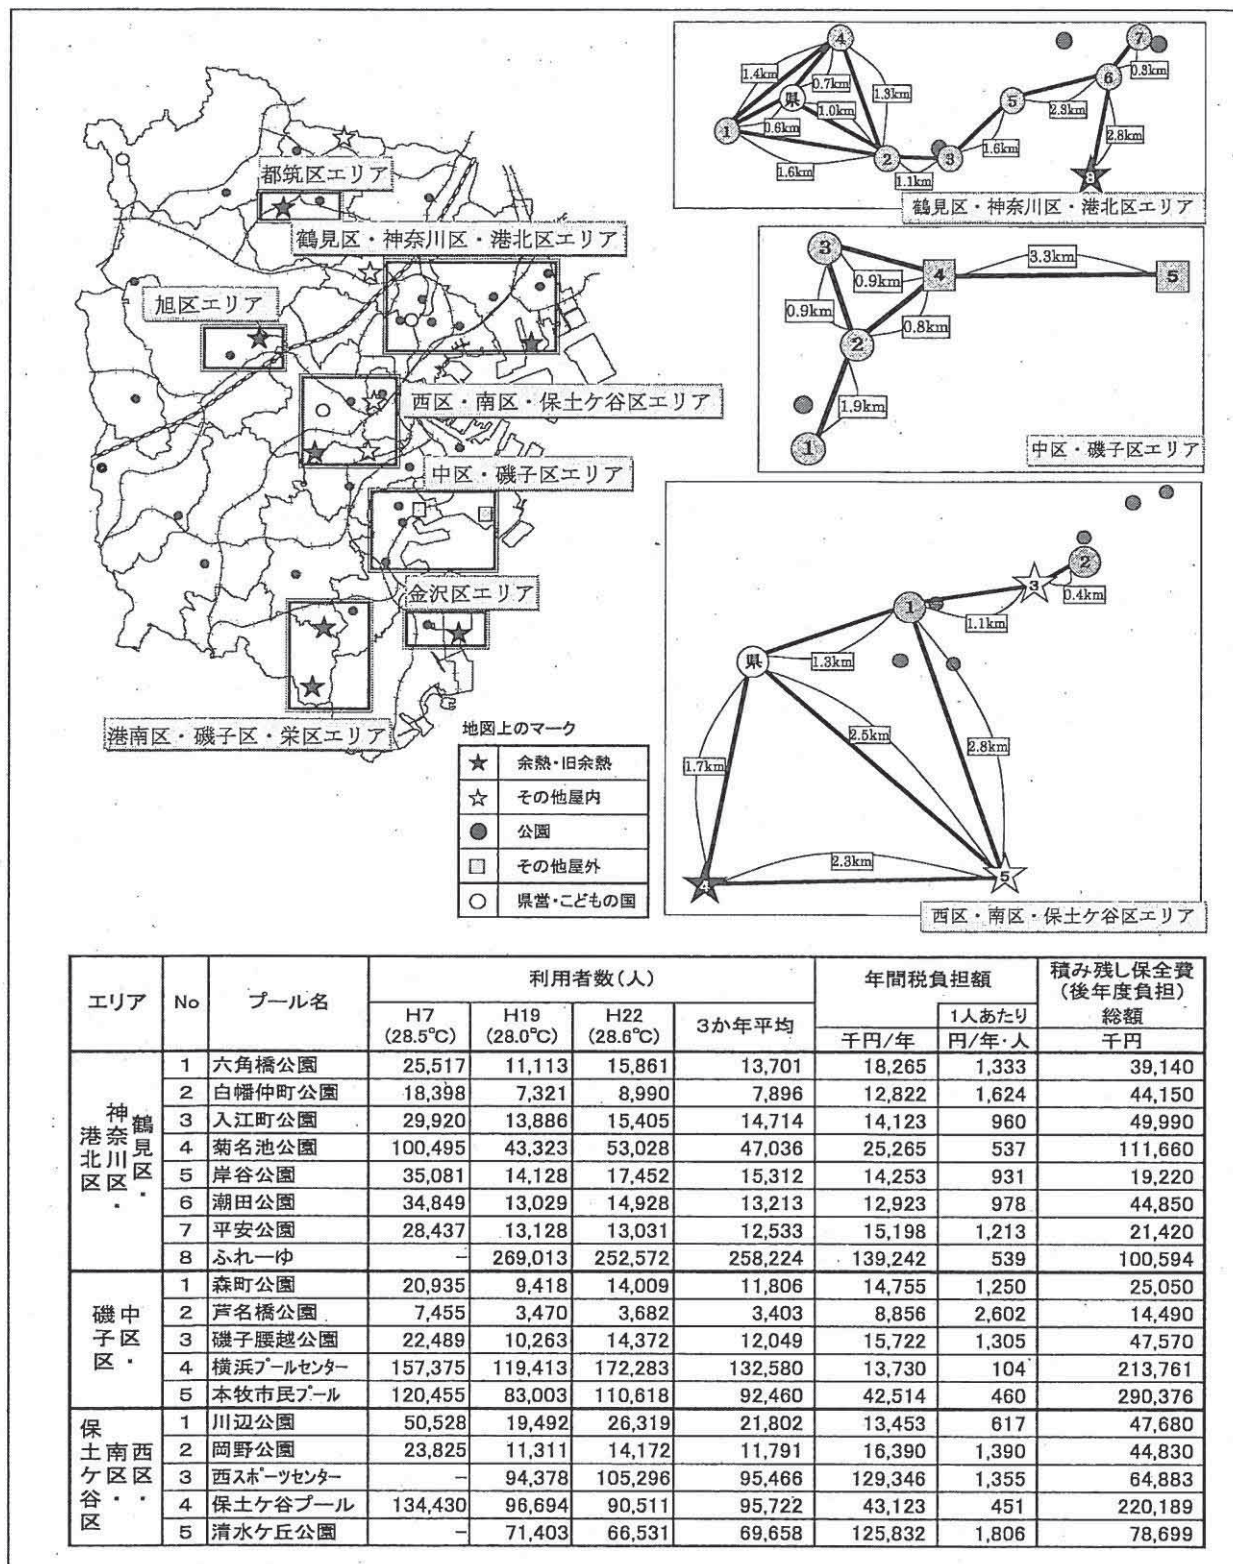 都筑区エリア
鶴見区・神奈川区・港北区エリア
旭区エリア
西区・南区・保土ケ谷区エリア
中区・磯子区エリア
金沢区エリア
港南区・磯子区・栄区エリア
地図上のマーク
★ 余熱・旧余熱
☆ その他屋内
● 公園
□ その他屋外
○ 県営・こどもの国
4
7
1.4km
0.7km
県
1.3km
0.3km
6
5
1.0km
2.3km
1
0.6km
2.8km
2
3
1.6km
1.6km
1.1km
8
鶴見区・神奈川区・港北区エリア
3
4
3.3km
5
0.9km
0.9km
0.8km
2
1.9km
1
中区・磯子区エリア
2
3
0.4km
1
1.1km
県
1.3km
2.5km
2.8km
1.7km
2.3km
4
5
西区・南区・保土ケ谷区エリア
エリア No プール名 利用者数(人) 年間税負担額 積み残し保全費(後年度負担)
H7 (28.5℃) H19 (28.0℃) H22 (28.6℃) 3か年平均 千円/年 1人あたり 円/年・人 総額 千円
鶴見区・神奈川区・港北区
1 六角橋公園 25,517 11,113 15,861 13,701 18,265 1,333 39,140
2 白幡仲町公園 18,398 7,321 8,990 7,896 12,822 1,624 44,150
3 入江町公園 29,920 13,886 15,405 14,714 14,123 960 49,990
4 菊名池公園 100,495 43,323 53,028 47,036 25,265 537 111,660
5 岸谷公園 35,081 14,128 17,452 15,312 14,253 931 19,220
6 潮田公園 34,849 13,029 14,928 13,213 12,923 978 44,850
7 平安公園 28,437 13,128 13,031 12,533 15,198 1,213 21,420
8 ふれーゆ － 269,013 252,572 258,224 139,242 539 100,594
中区・磯子区
1 森町公園 20,935 9,418 14,009 11,806 14,755 1,250 25,050
2 芦名橋公園 7,455 3,470 3,682 3,403 8,856 2,602 14,490
3 磯子腰越公園 22,489 10,263 14,372 12,049 15,722 1,305 47,570
4 横浜プールセンター 157,375 119,413 172,283 132,580 13,730 104 213,761
5 本牧市民プール 120,455 83,003 110,618 92,460 42,514 460 290,376
西区・南区・保土ケ谷区
1 川辺公園 50,528 19,492 26,319 21,802 13,453 617 47,680
2 岡野公園 23,825 11,311 14,172 11,791 16,390 1,390 44,830
3 西スポーツセンター － 94,378 105,296 95,466 129,346 1,355 64,883
4 保土ケ谷プール 134,430 96,694 90,511 95,722 43,123 451 220,189
5 清水ケ丘公園 － 71,403 66,531 69,658 125,832 1,806 78,699